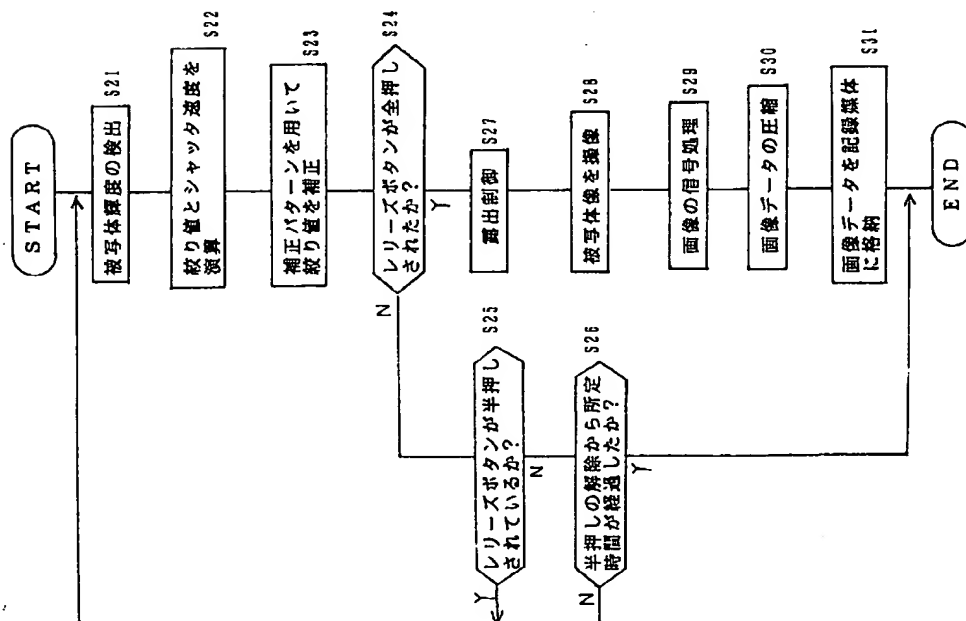 START
被写体輝度の検出
S21
絞り値とシャッタ速度を
演算
S22
補正パターンを用いて
絞り値を補正
S23
レリーズボタンが全押し
されたか？
S24
N
Y
レリーズボタンが半押し
されているか？
S25
Y
N
半押しの解除から所定
時間が経過したか？
S26
N
Y
露出制御
S27
被写体像を撮像
S28
画像の信号処理
S29
画像データの圧縮
S30
画像データを記録媒体
に格納
S31
END